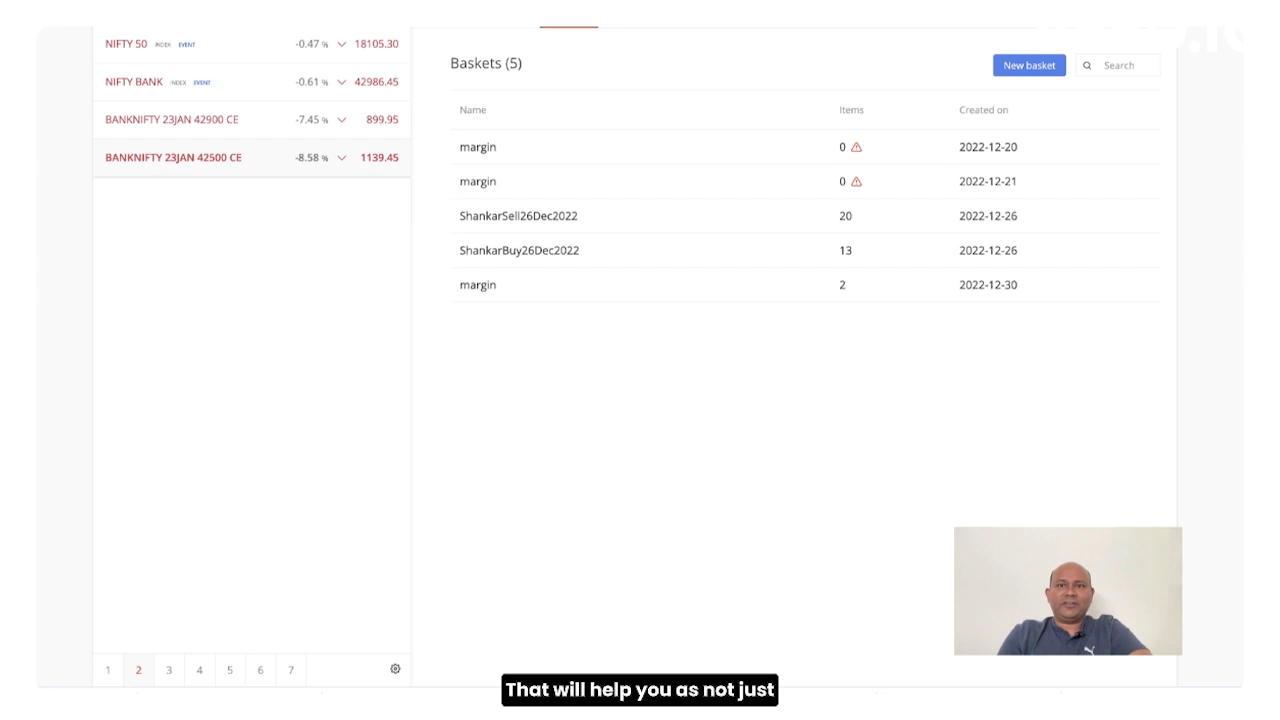 NIFTY 50 INDEX EVENT -0.47 % 18105.30
NIFTY BANK INDEX EVENT -0.61 % 42986.45
BANKNIFTY 23JAN 42900 CE -7.45 % 899.95
BANKNIFTY 23JAN 42500 CE -8.58 % 1139.45
1 2 3 4 5 6 7
Baskets (5)
New basket
Search
Name Items Created on
margin 0 2022-12-20
margin 0 2022-12-21
ShankarSell26Dec2022 20 2022-12-26
ShankarBuy26Dec2022 13 2022-12-26
margin 2 2022-12-30
That will help you as not just